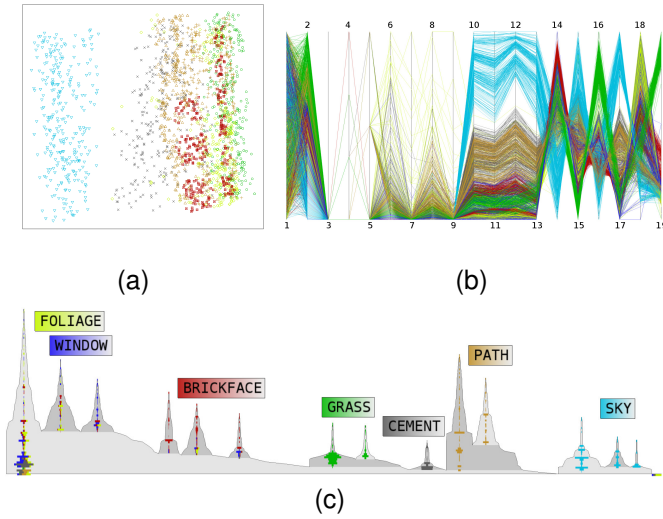 2 4 6 8 10 12 14 16 18
1 3 5 7 9 11 13 15 17 19
(a) (b)
FOLIAGE
WINDOW
PATH
BRICKFACE
GRASS
SKY
CEMENT
(c)